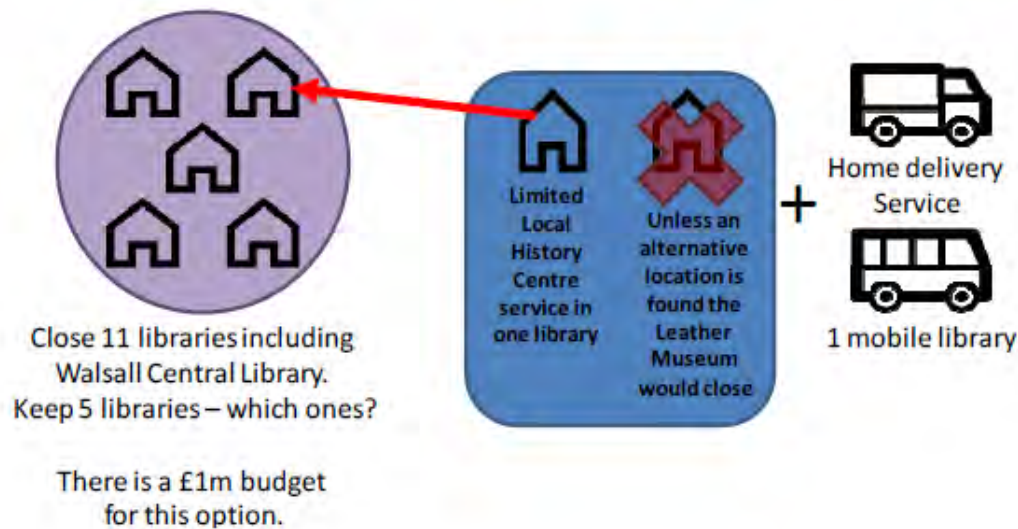 Close 11 libraries including
Walsall Central Library.
Keep 5 libraries – which ones?
There is a £1m budget
for this option.
Limited
Local
History
Centre
service in
one library
Unless an
alternative
location is
found the
Leather
Museum
would close
+
Home delivery
Service
1 mobile library